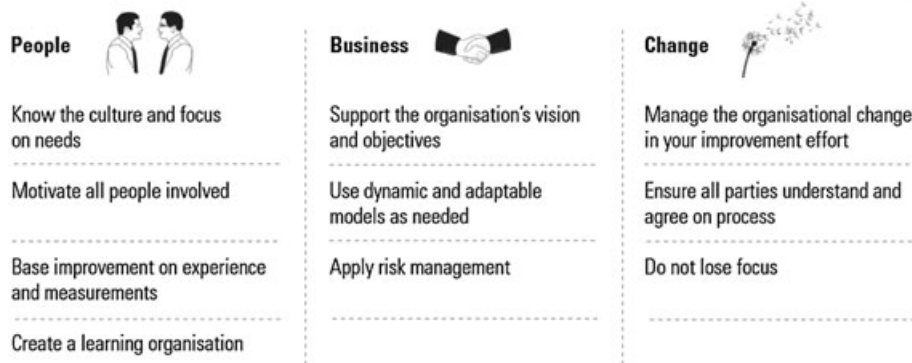 People
Know the culture and focus
on needs
Motivate all people involved
Base improvement on experience
and measurements
Create a learning organisation
Business
Support the organisation's vision
and objectives
Use dynamic and adaptable
models as needed
Apply risk management
Change
Manage the organisational change
in your improvement effort
Ensure all parties understand and
agree on process
Do not lose focus